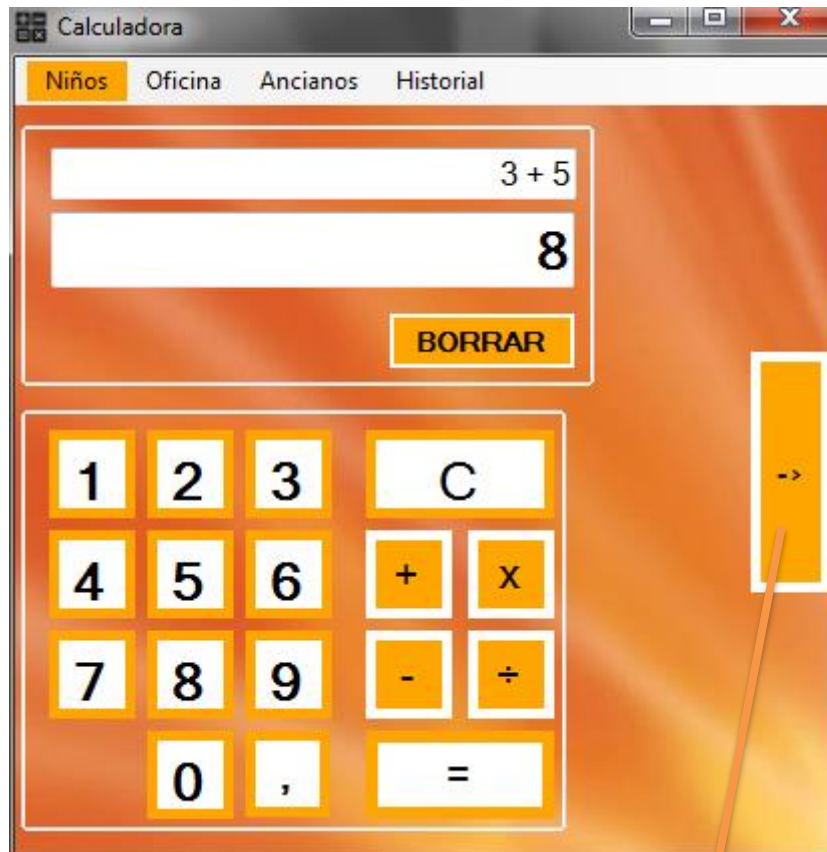 Calculadora
Niños Oficina Ancianos Historial
3 + 5
8
BORRAR
->
1 2 3 C
4 5 6 + x
7 8 9 - ÷
0 , =